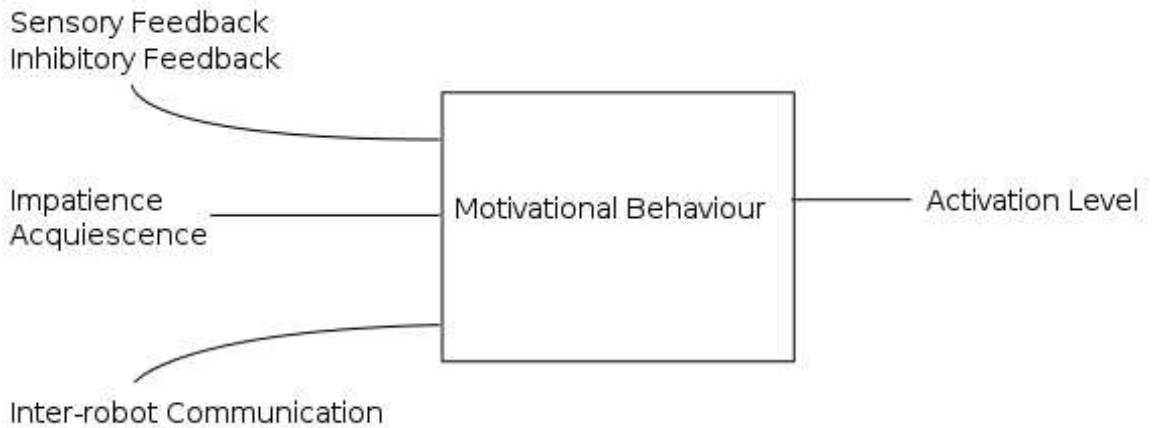 Sensory Feedback
Inhibitory Feedback
Impatience
Acquiescence
Motivational Behaviour
Activation Level
Inter-robot Communication